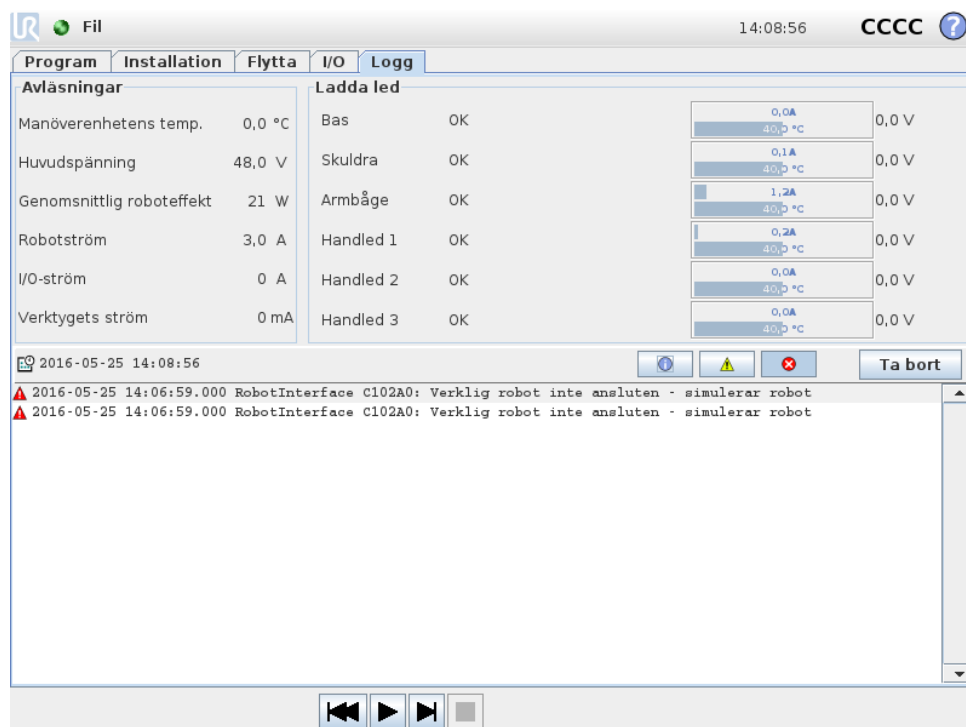 UR Fil 14:08:56 CCCC ?
Program Installation Flytta I/O Logg
Avläsningar
Manöverenhetens temp. 0,0 °C
Huvudspänning 48,0 V
Genomsnittlig roboteffekt 21 W
Robotström 3,0 A
I/O-ström 0 A
Verktygets ström 0 mA
Ladda led
Bas OK 0,0A 40,0 °C 0,0 V
Skuldra OK 0,1A 40,0 °C 0,0 V
Armbåge OK 1,2A 40,0 °C 0,0 V
Handled 1 OK 0,2A 40,0 °C 0,0 V
Handled 2 OK 0,0A 40,0 °C 0,0 V
Handled 3 OK 0,0A 40,0 °C 0,0 V
2016-05-25 14:08:56 Ta bort
2016-05-25 14:06:59.000 RobotInterface C102A0: Verklig robot inte ansluten - simulerar robot
2016-05-25 14:06:59.000 RobotInterface C102A0: Verklig robot inte ansluten - simulerar robot